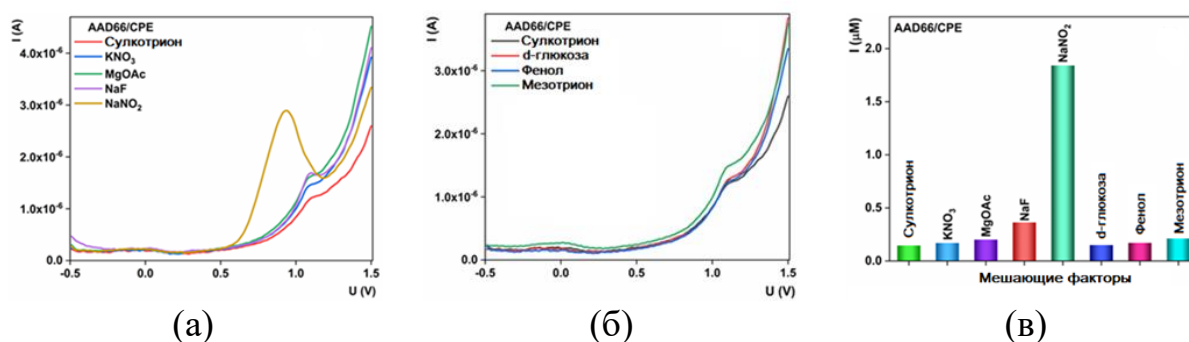 I (A)
AAD66/CPE
Сулкотрион
KNO₃
MgOAc
NaF
NaNO₂
4.0x10⁻⁶
3.0x10⁻⁶
2.0x10⁻⁶
1.0x10⁻⁶
0.0
-0.5 0.0 0.5 1.0 1.5
U (V)
(а)
I (A)
AAD66/CPE
Сулкотрион
d-глюкоза
Фенол
Мезотрион
3.0x10⁻⁶
2.0x10⁻⁶
1.0x10⁻⁶
0.0
-0.5 0.0 0.5 1.0 1.5
U (V)
(б)
I (μM)
AAD66/CPE
2.0
1.5
1.0
0.5
0.0
Сулкотрион
KNO₃
MgOAc
NaF
NaNO₂
d-глюкоза
Фенол
Мезотрион
Мешающие факторы
(в)